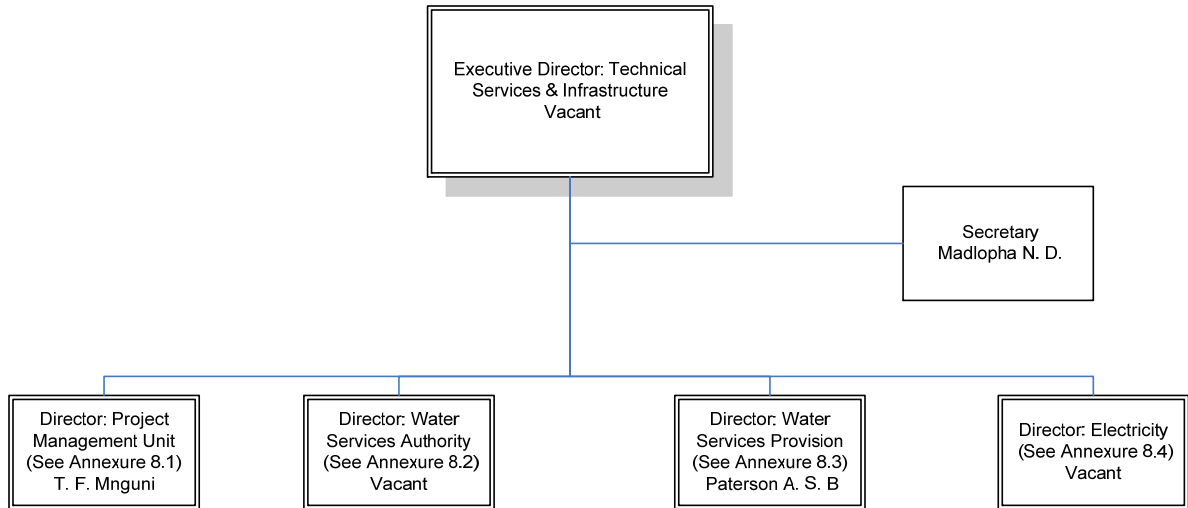 Executive Director: Technical
Services & Infrastructure
Vacant
Secretary
Madlopha N. D.
Director: Project
Management Unit
(See Annexure 8.1)
T. F. Mnguni
Director: Water
Services Authority
(See Annexure 8.2)
Vacant
Director: Water
Services Provision
(See Annexure 8.3)
Paterson A. S. B
Director: Electricity
(See Annexure 8.4)
Vacant